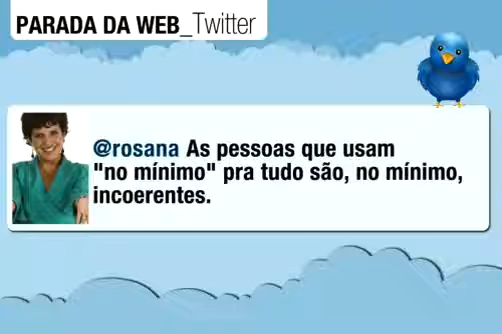 PARADA DA WEB_Twitter
@rosana As pessoas que usam
"no mínimo" pra tudo são, no mínimo,
incoerentes.